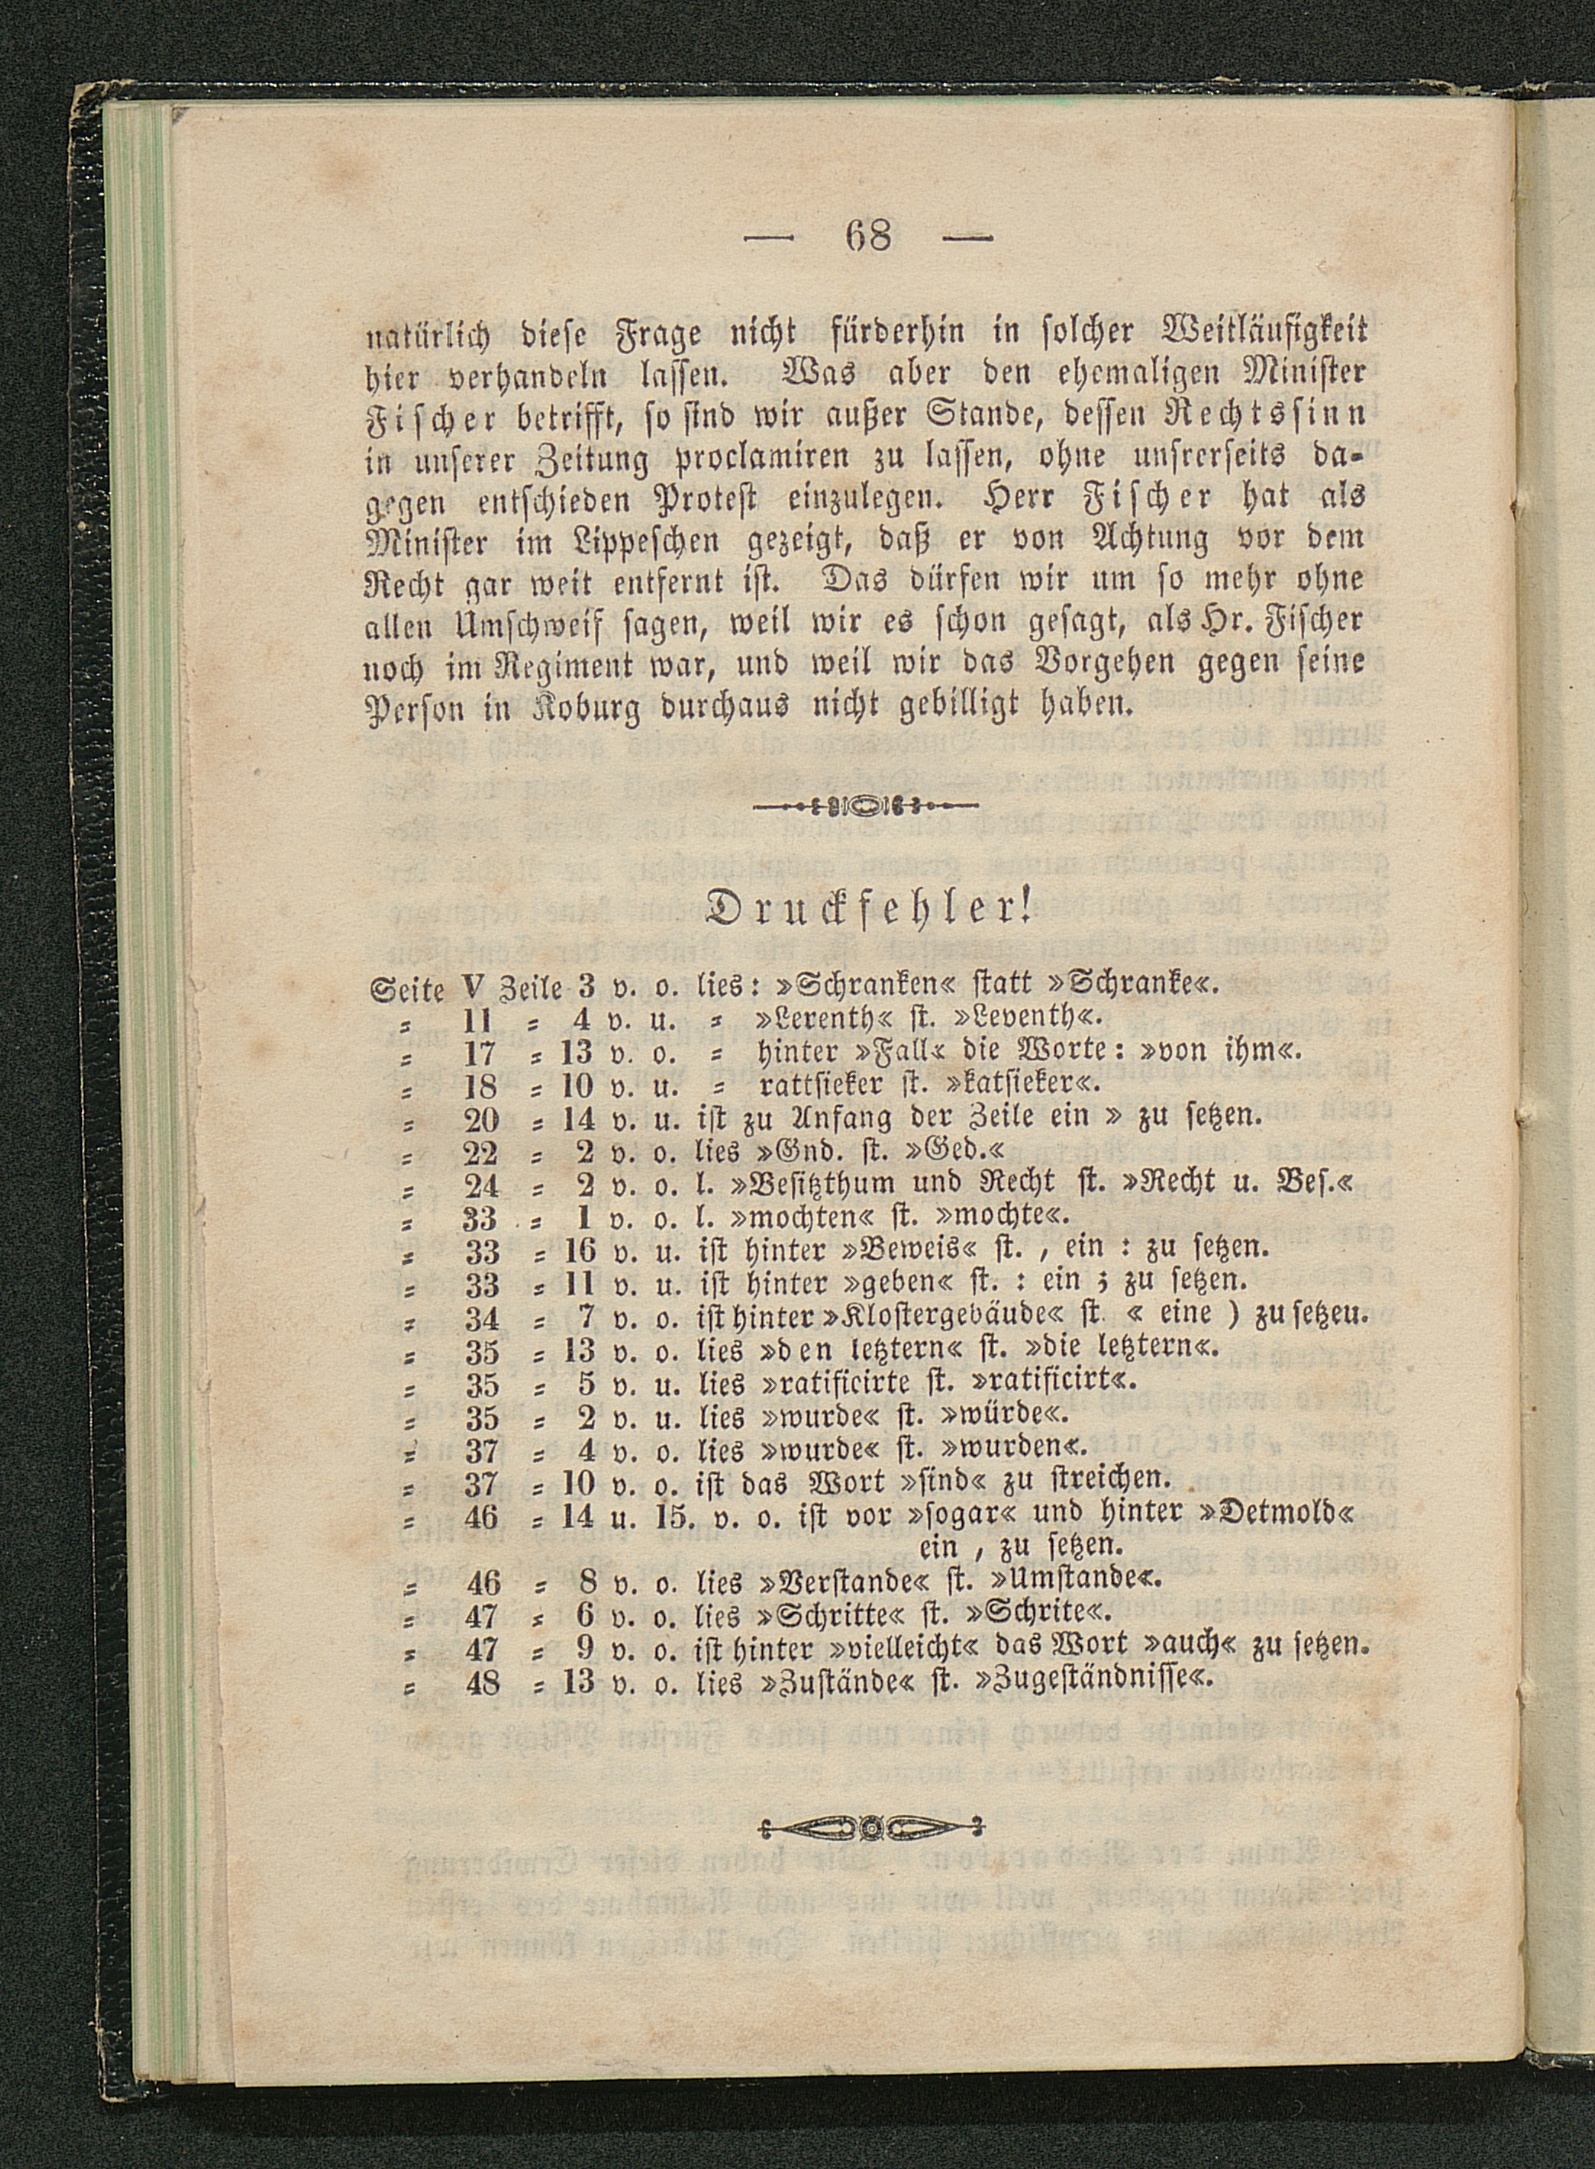 — 68 —
natürlich diese Frage nicht fürderhin in solcher Weitläufigkeit
hier verhandeln lassen. Was aber den ehemaligen Minister
Fischer betrifft, so sind wir außer Stande, dessen Rechtssinn
in unserer Zeitung proclamiren zu lassen, ohne unsrerseits da-
gegen entschieden Protest einzulegen. Herr Fischer hat als
Minister im Lippeschen gezeigt, daß er von Achtung vor dem
Recht gar weit entfernt ist. Das dürfen wir um so mehr ohne
allen Umschweif sagen, weil wir es schon gesagt, als Hr. Fischer
noch im Regiment war, und weil wir das Vorgehen gegen seine
Person in Koburg durchaus nicht gebilligt haben.
Druckfehler!
Seite V Zeile 3 v. o. lies: »Schranken« statt »Schranke«.
= 11 = 4 v. u. = »Lerenth« st. »Leventh«.
= 17 = 13 v. o. = hinter »Fall« die Worte: »von ihm«.
= 18 = 10 v. u. = rattsieker st. »katsieker«.
= 20 = 14 v. u. ist zu Anfang der Zeile ein » zu setzen.
= 22 = 2 v. o. lies »Gnd. st. »Ged.«
= 24 = 2 v. o. l. »Besitzthum und Recht st. »Recht u. Bes.«
= 33 = 1 v. o. l. »mochten« st. »mochte«.
= 33 = 16 v. u. ist hinter »Beweis« st. , ein : zu setzen.
= 33 = 11 v. u. ist hinter »geben« st. : ein ; zu setzen.
= 34 = 7 v. o. ist hinter »Klostergebäude« st. « eine ) zu setzeu.
= 35 = 13 v. o. lies »den letztern« st. »die letztern«.
= 35 = 5 v. u. lies »ratificirte st. »ratificirt«.
= 35 = 2 v. u. lies »wurde« st. »würde«.
= 37 = 4 v. o. lies »wurde« st. »wurden«.
= 37 = 10 v. o. ist das Wort »sind« zu streichen.
= 46 = 14 u. 15. v. o. ist vor »sogar« und hinter »Detmold«
ein , zu setzen.
= 46 = 8 v. o. lies »Verstande« st. »Umstande«.
= 47 = 6 v. o. lies »Schritte« st. »Schrite«.
= 47 = 9 v. o. ist hinter »vielleicht« das Wort »auch« zu setzen.
= 48 = 13 v. o. lies »Zustände« st. »Zugeständnisse«.